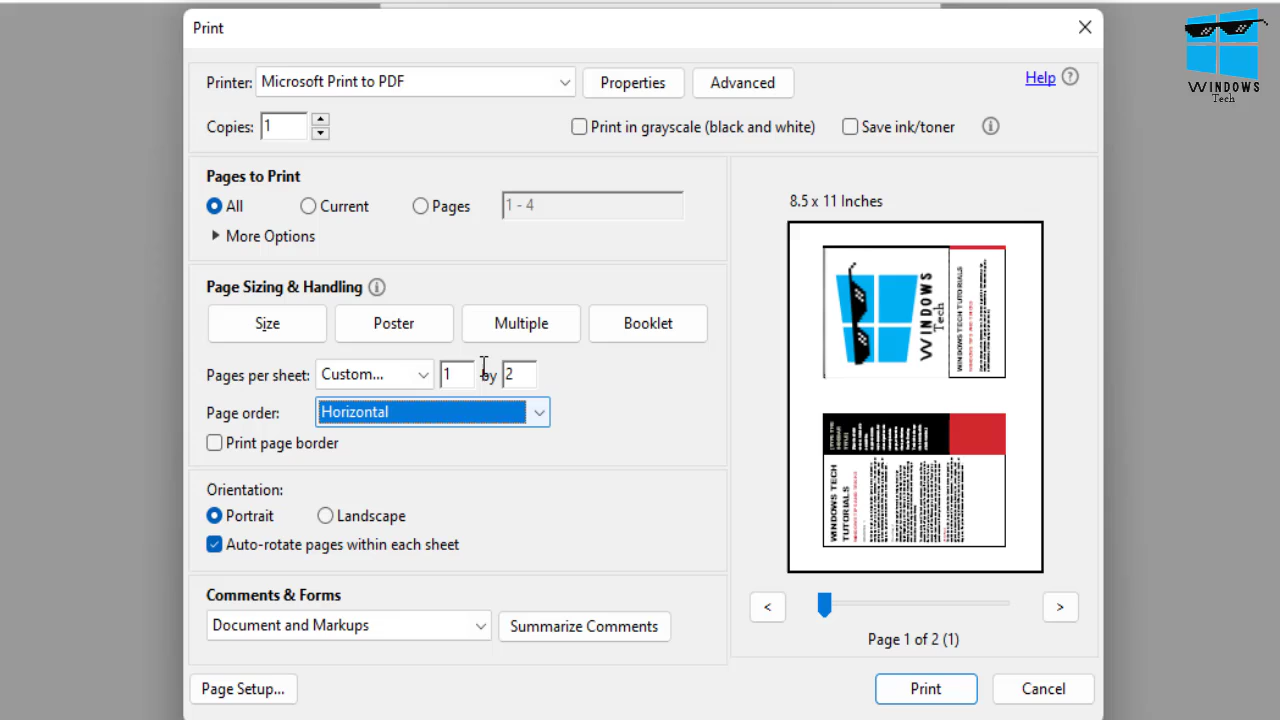 Print
WINDOWS
Tech
Printer: Microsoft Print to PDF Properties Advanced Help
Copies: 1 Print in grayscale (black and white) Save ink/toner
Pages to Print
All Current Pages 1 - 4
More Options
8.5 x 11 Inches
Page Sizing & Handling
Size Poster Multiple Booklet
Pages per sheet: Custom... 1 by 2
Page order: Horizontal
Print page border
Orientation:
Portrait Landscape
Auto-rotate pages within each sheet
WINDOWS
Tech
WINDOWS TECH TUTORIALS
WINDOWS TECH
TUTORIALS
Comments & Forms
Document and Markups Summarize Comments
< >
Page 1 of 2 (1)
Page Setup... Print Cancel